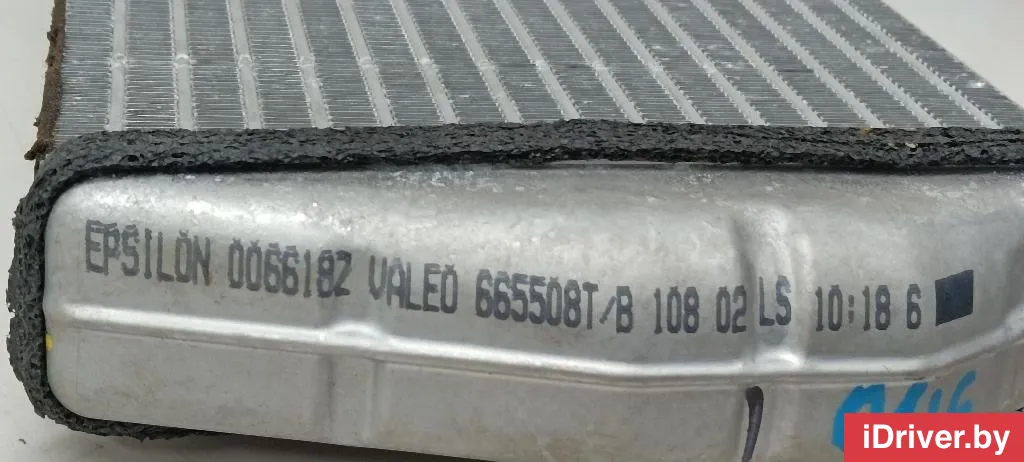 EPSILON 0066182 VALEO 665508T/B 108 02 LS 10:18 6
iDriver.by